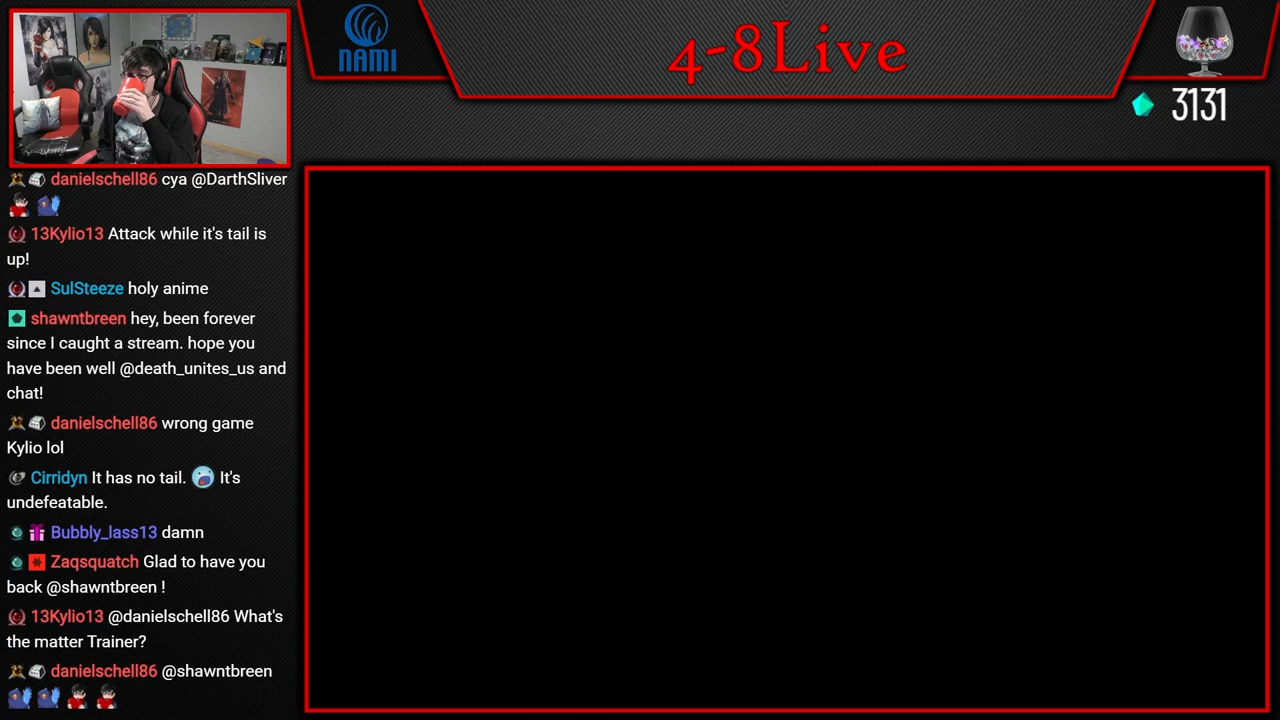 NAMI
4-8Live
3131
danielschell86 cya @DarthSliver
13Kylio13 Attack while it's tail is
up!
SulSteeze holy anime
shawntbreen hey, been forever
since I caught a stream. hope you
have been well @death_unites_us and
chat!
danielschell86 wrong game
Kylio lol
Cirridyn It has no tail. It's
undefeatable.
Bubbly_lass13 damn
Zaqsquatch Glad to have you
back @shawntbreen !
13Kylio13 @danielschell86 What's
the matter Trainer?
danielschell86 @shawntbreen